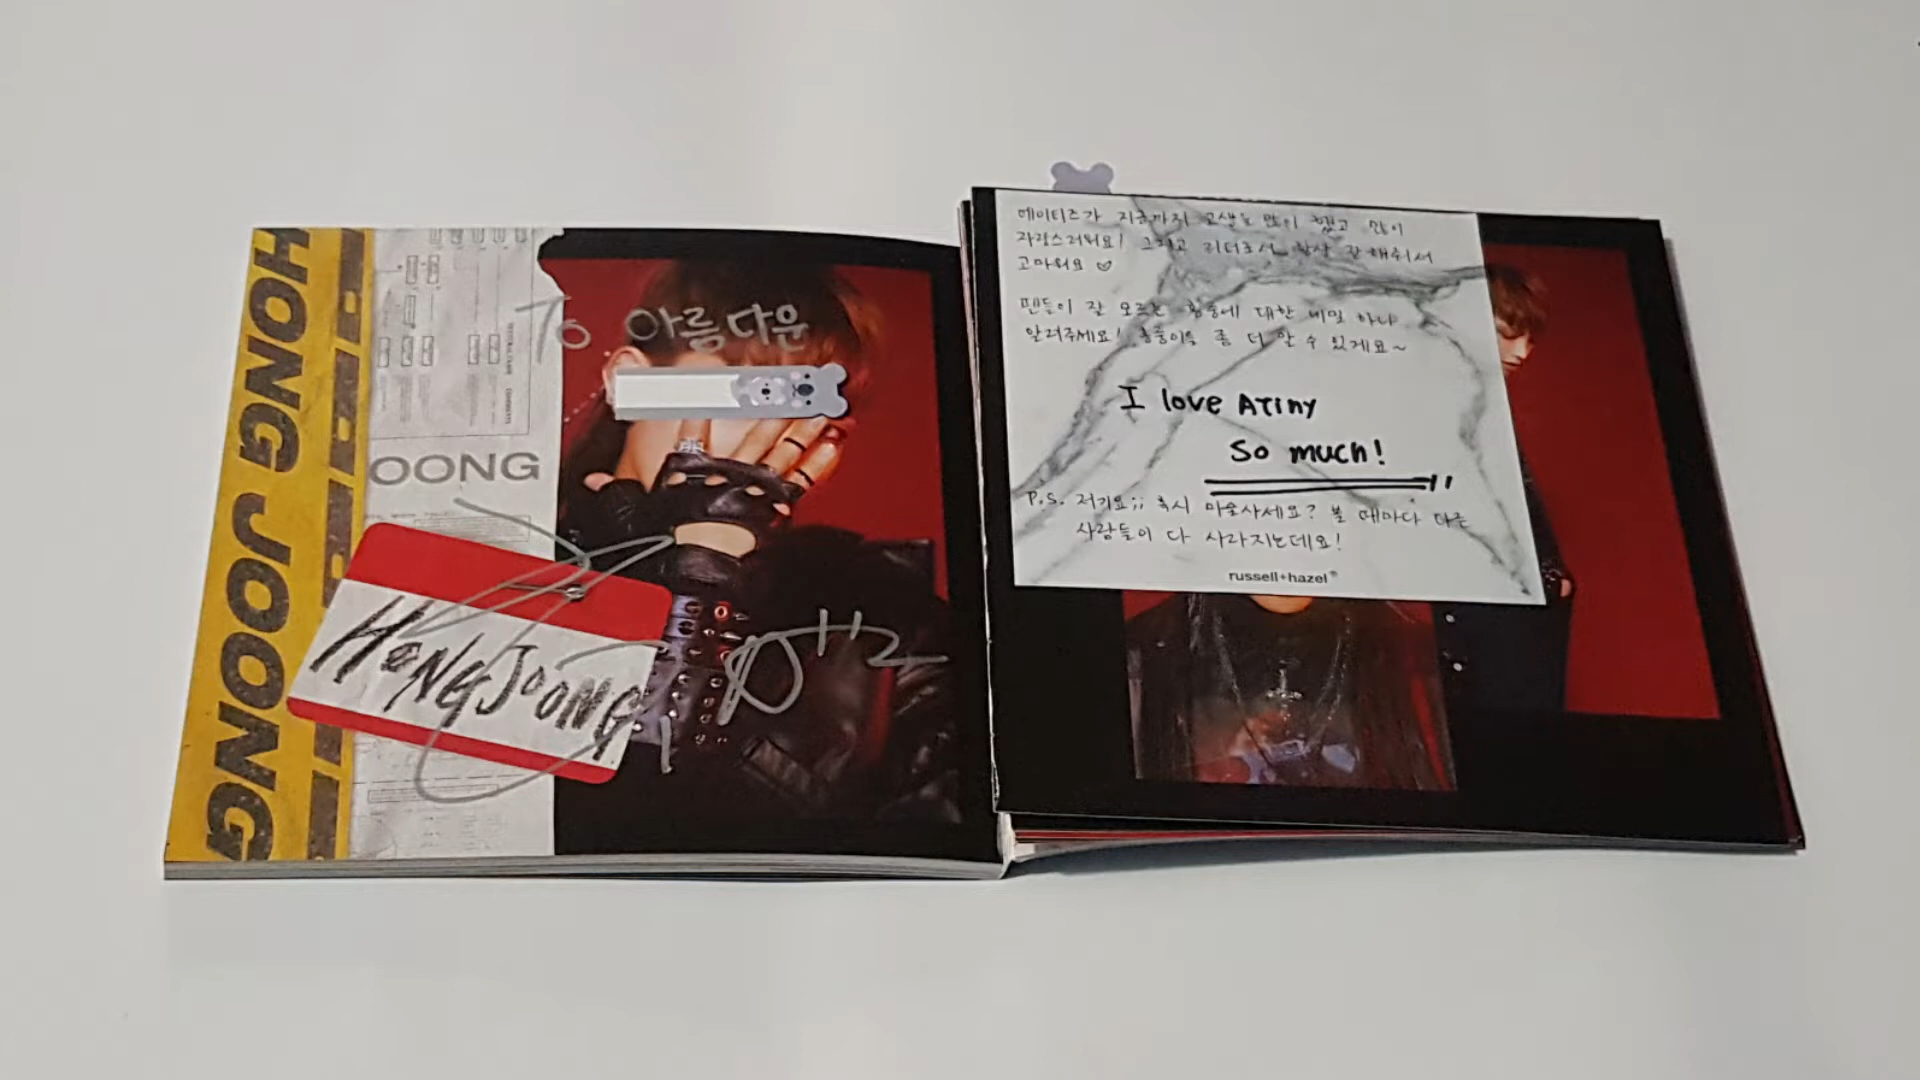 HONG JOONG
OONG
To 아름다운
HONGJOONG
에이티즈가 지금까지 고생을 많이 했고 많이
자랑스러워요! 그리고 리더로서 항상 잘해줘서
고마워요
팬들이 잘 모르는 홍중에 대한 비밀 하나
알려주세요! 홍중이를 좀 더 알 수 있게요~
I love ATiny
So much!
P.S. 저기요;; 혹시 마술사세요? 볼 때마다 다른
사람들이 다 사라지는데요!
russell+hazel®